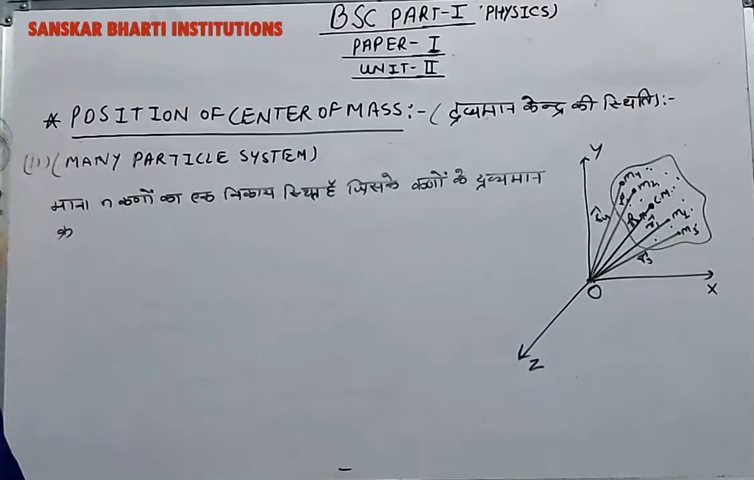 SANSKAR BHARTI INSTITUTIONS
BSC PART-I (PHYSICS)
PAPER-I
UNIT-II
* POSITION OF CENTER OF MASS:-( द्रव्यमान केन्द्र की स्थिति):-
(ii) (MANY PARTICLE SYSTEM)
माना n कणों का एक निकाय स्थित है जिसके कणों के द्रव्यमान
क्र
Y
CM
X
O
Z